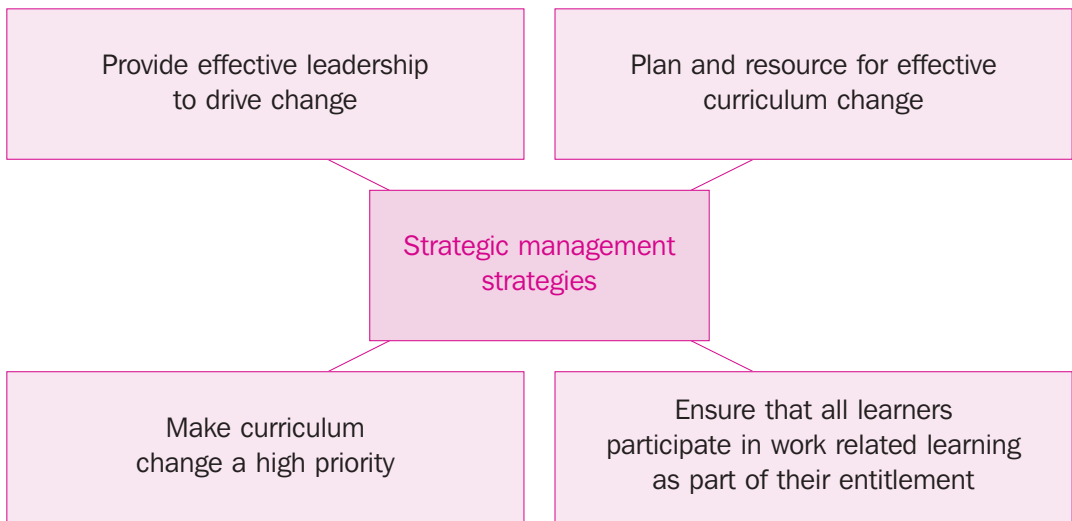 Provide effective leadership
to drive change
Plan and resource for effective
curriculum change
Strategic management
strategies
Make curriculum
change a high priority
Ensure that all learners
participate in work related learning
as part of their entitlement